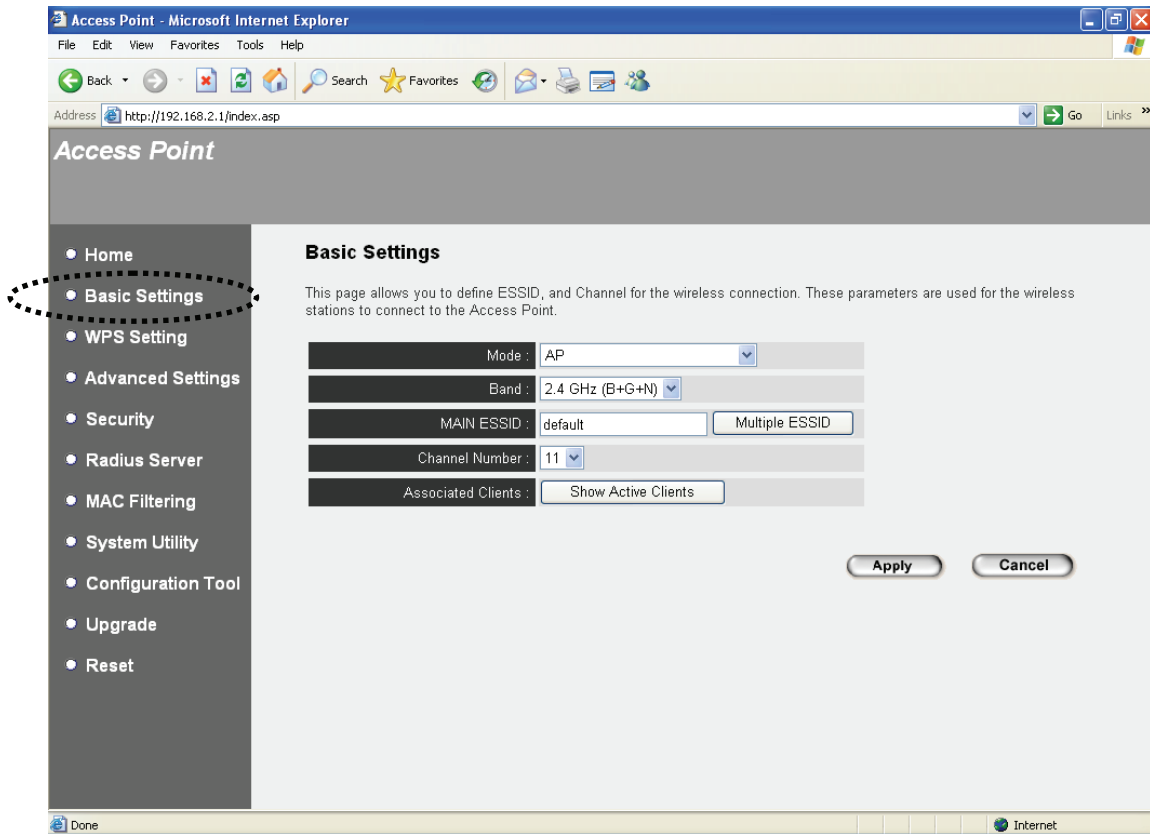 Access Point - Microsoft Internet Explorer
File Edit View Favorites Tools Help
Back Search Favorites
Address http://192.168.2.1/index.asp Go Links »
Access Point
Home
Basic Settings
WPS Setting
Advanced Settings
Security
Radius Server
MAC Filtering
System Utility
Configuration Tool
Upgrade
Reset
Basic Settings
This page allows you to define ESSID, and Channel for the wireless connection. These parameters are used for the wireless
stations to connect to the Access Point.
Mode : AP
Band : 2.4 GHz (B+G+N)
MAIN ESSID : default Multiple ESSID
Channel Number : 11
Associated Clients : Show Active Clients
Apply Cancel
Done Internet